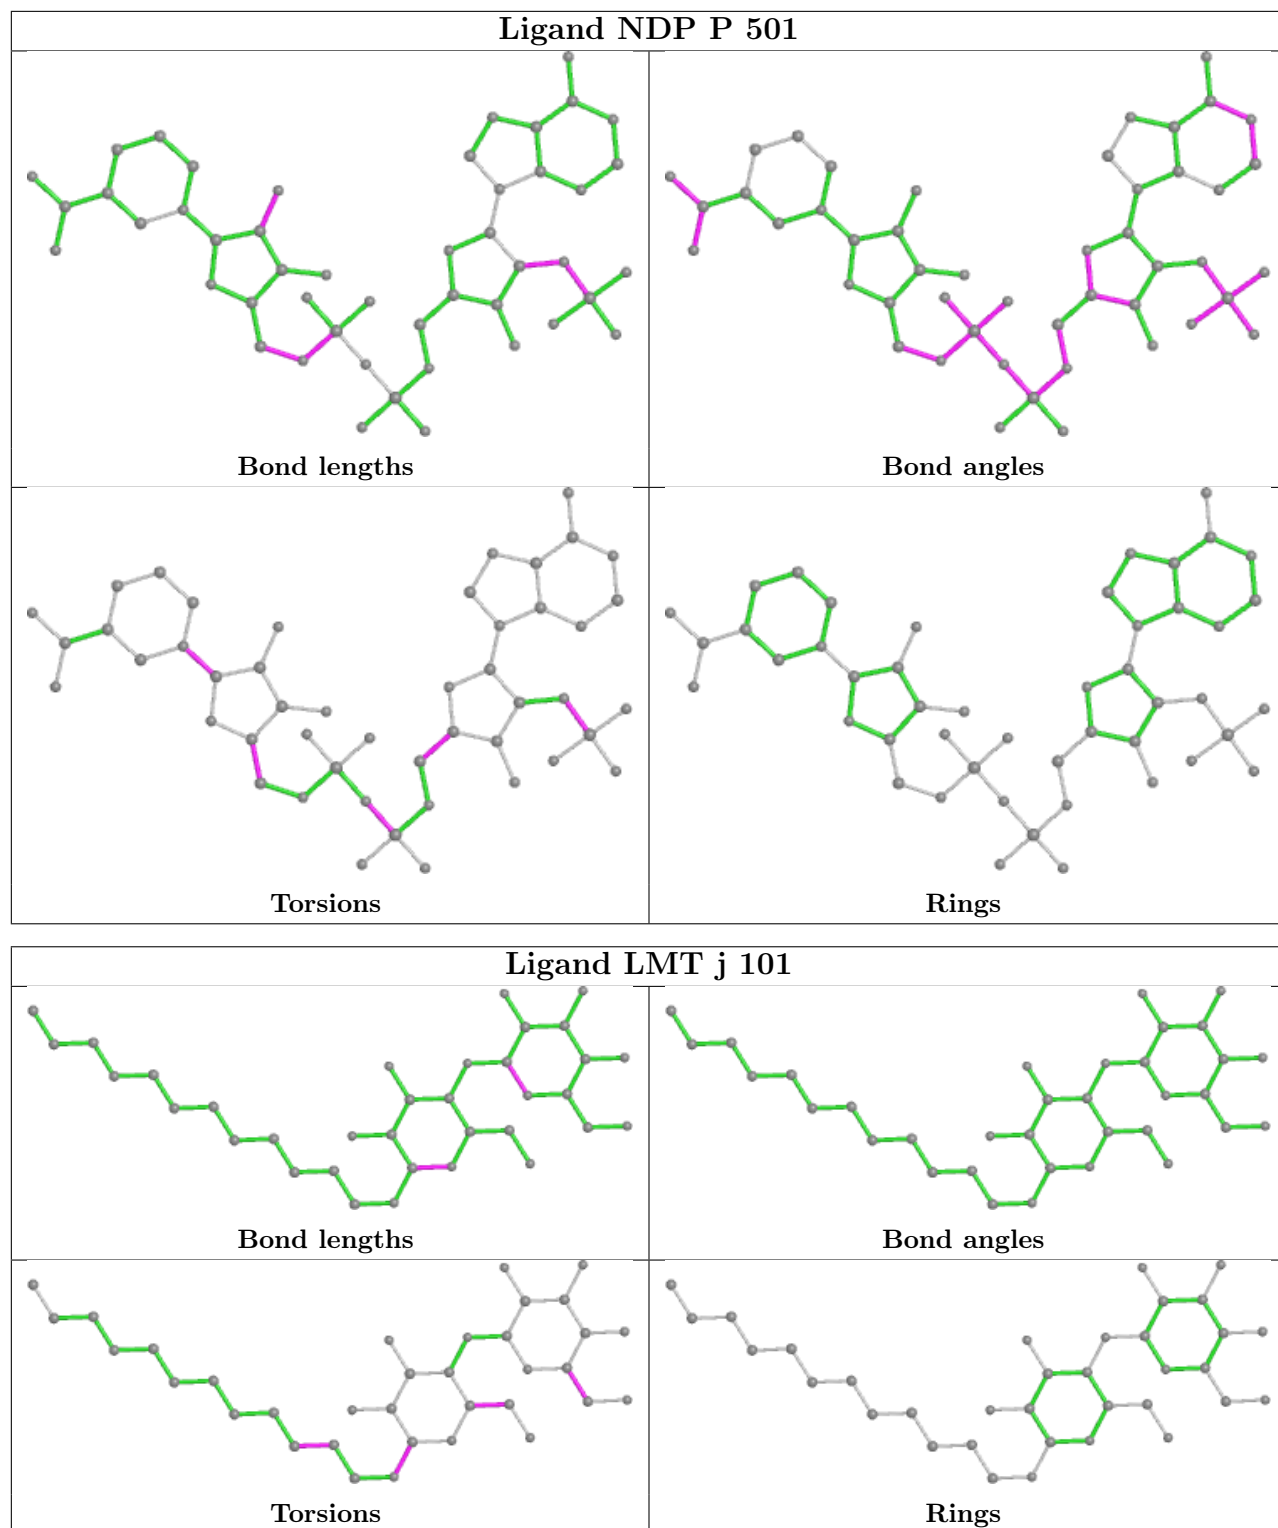 Ligand NDP P 501
Bond lengths
Bond angles
Torsions
Rings
Ligand LMT j 101
Bond lengths
Bond angles
Torsions
Rings